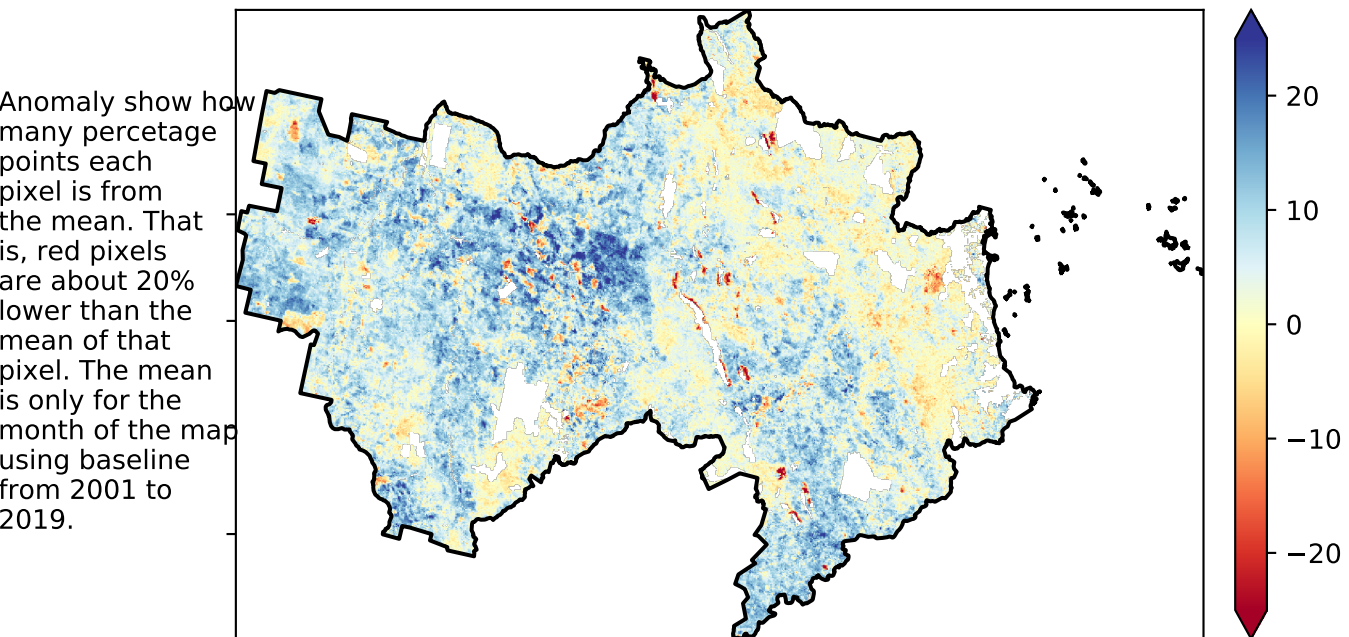 Anomaly show how
many percetage
points each
pixel is from
the mean. That
is, red pixels
are about 20%
lower than the
mean of that
pixel. The mean
is only for the
month of the map
using baseline
from 2001 to
2019.
20
10
0
−10
−20